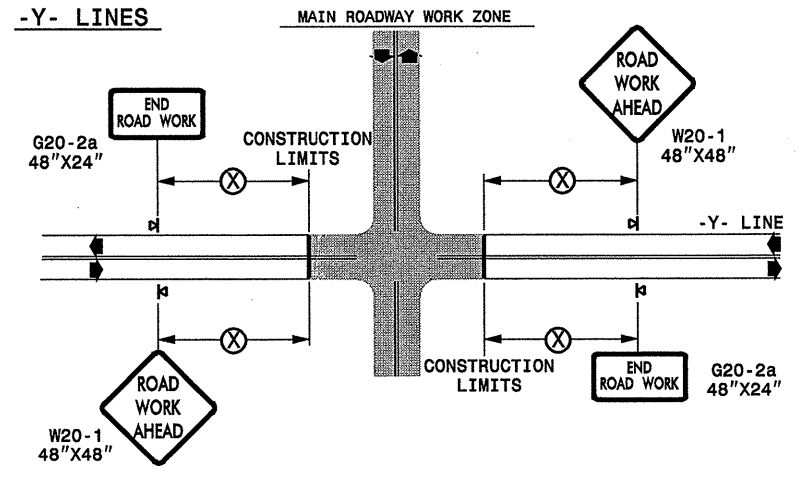 -Y- LINES
MAIN ROADWAY WORK ZONE
END
ROAD WORK
G20-2a
48"X24"
CONSTRUCTION
LIMITS
X
ROAD
WORK
AHEAD
W20-1
48"X48"
X
-Y- LINE
X
ROAD
WORK
AHEAD
W20-1
48"X48"
CONSTRUCTION
LIMITS
X
END
ROAD WORK
G20-2a
48"X24"